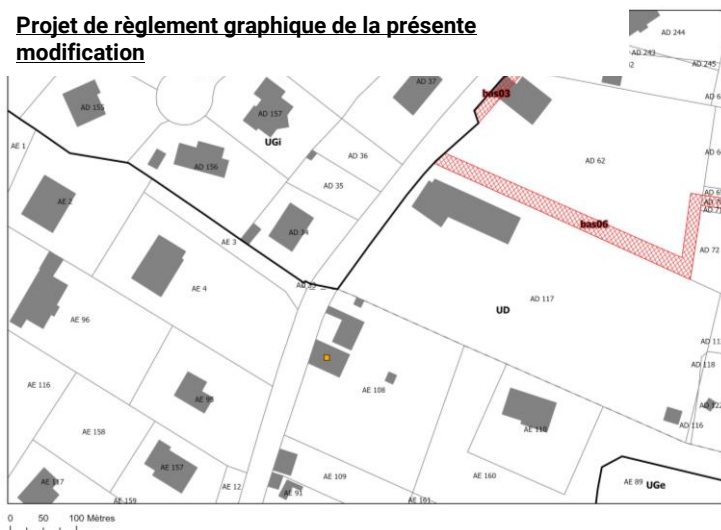 Projet de règlement graphique de la présente
modification
AD 244
AD 243
AD 245
AD 37
bas03
AD 155
AD 157
UGi
AE 1
AD 36
AD 62
AD 156
AD 35
AE 2
AD 34
bas06
AE 3
AD 72
AE 4
AD 117
UD
AE 96
AD 118
AE 116
AE 108
AE 95
AD 116
AE 110
AE 158
AE 157
AE 109
AE 160
AE 117
AE 12
AE 91
AE 89
UGe
AE 159
AE 161
0 50 100 Mètres